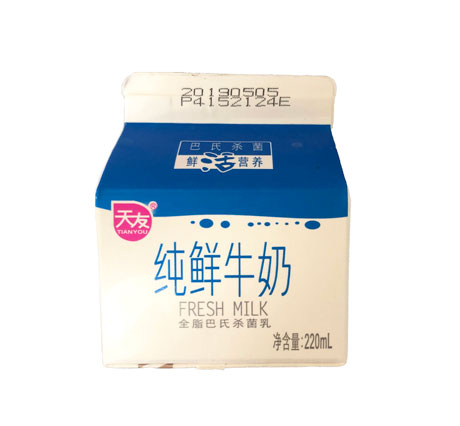 20190505
P4152124E
巴氏杀菌
鲜活营养
天友
TIANYOU
纯鲜牛奶
FRESH MILK
全脂巴氏杀菌乳
净含量:220mL